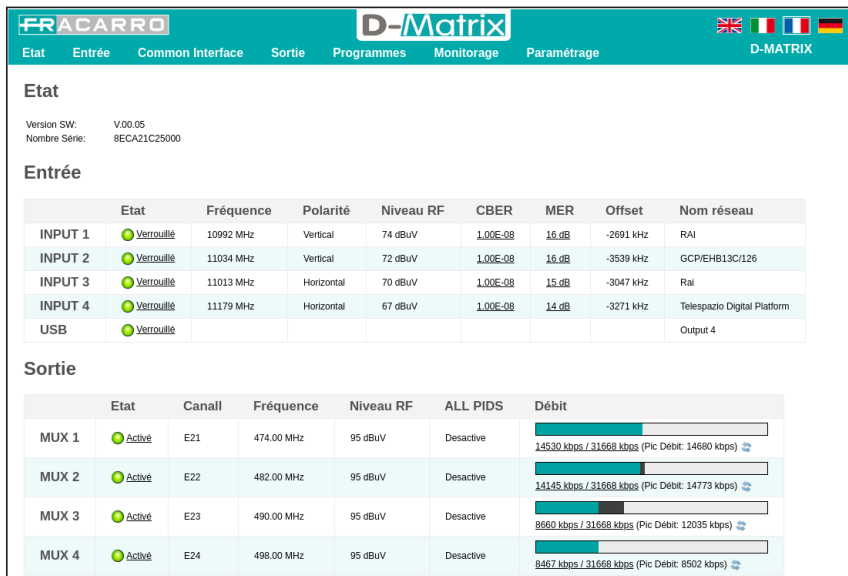 FRACARRO
D-Matrix
Etat Entrée Common Interface Sortie Programmes Monitorage Paramétrage D-MATRIX
Etat
Version SW: V.00.05
Nombre Série: 8ECA21C25000
Entrée
Etat Fréquence Polarité Niveau RF CBER MER Offset Nom réseau
INPUT 1 Verrouillé 10992 MHz Vertical 74 dBuV 1.00E-08 16 dB -2691 kHz RAI
INPUT 2 Verrouillé 11034 MHz Vertical 72 dBuV 1.00E-08 16 dB -3539 kHz GCP/EHB13C/126
INPUT 3 Verrouillé 11013 MHz Horizontal 70 dBuV 1.00E-08 15 dB -3047 kHz Rai
INPUT 4 Verrouillé 11179 MHz Horizontal 67 dBuV 1.00E-08 14 dB -3271 kHz Telespazio Digital Platform
USB Verrouillé Output 4
Sortie
Etat Canall Fréquence Niveau RF ALL PIDS Débit
MUX 1 Activé E21 474.00 MHz 95 dBuV Desactive 14530 kbps / 31668 kbps (Pic Débit: 14680 kbps)
MUX 2 Activé E22 482.00 MHz 95 dBuV Desactive 14145 kbps / 31668 kbps (Pic Débit: 14773 kbps)
MUX 3 Activé E23 490.00 MHz 95 dBuV Desactive 8660 kbps / 31668 kbps (Pic Débit: 12035 kbps)
MUX 4 Activé E24 498.00 MHz 95 dBuV Desactive 8467 kbps / 31668 kbps (Pic Débit: 8502 kbps)